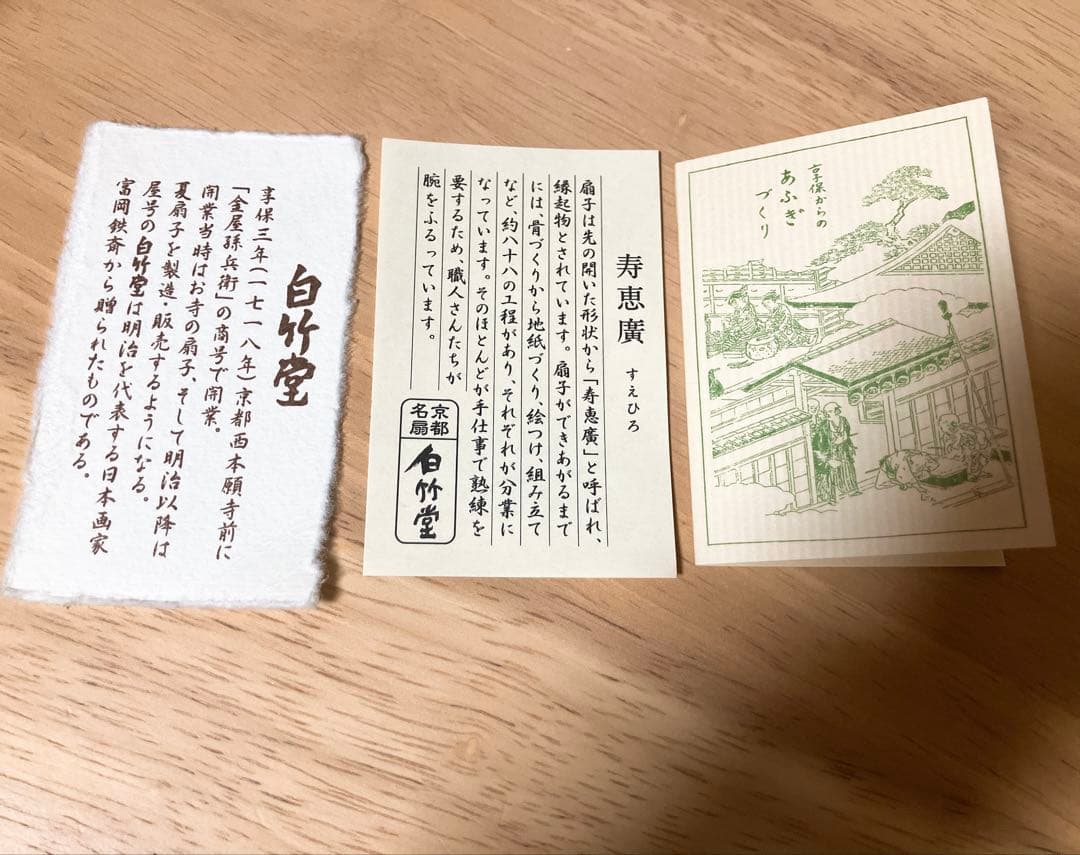 白竹堂
享保三年(一七一八年)京都西本願寺前に
「金屋孫兵衛」の商号で開業。
開業当時はお寺の扇子、そして明治以降は
夏扇子を製造・販売するようになる。
屋号の白竹堂は明治を代表する日本画家
富岡鉄斎から贈られたものである。
寿恵廣 すえひろ
扇子は先の開いた形状から「寿恵廣」と呼ばれ、
縁起物とされています。扇子ができあがるまで
には、骨づくりから地紙づくり、絵つけ、組み立て
など約八十八の工程があり、それぞれが分業に
なっています。そのほとんどが手仕事で熟練を
要するため、職人さんたちが
腕をふるっています。
京都
名扇
白竹堂
享保からの
あふぎ
づくり